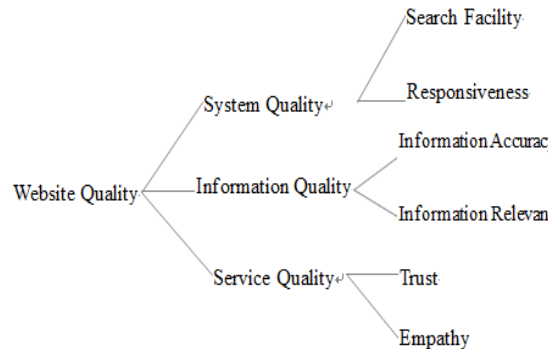 Search Facility
System Quality
Responsiveness
Information Accurac
Website Quality
Information Quality
Information Relevan
Service Quality
Trust
Empathy